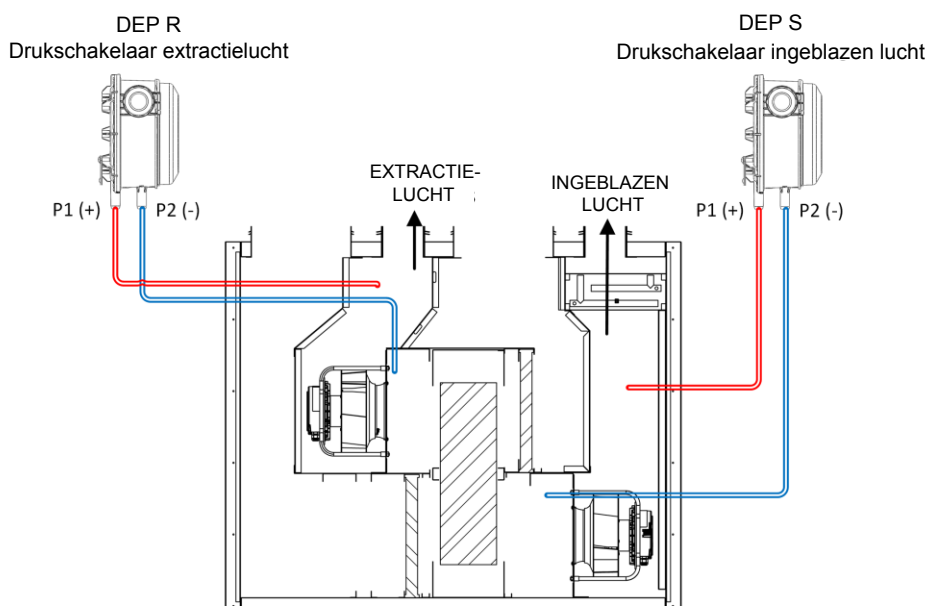 DEP R
Drukschakelaar extractielucht
DEP S
Drukschakelaar ingeblazen lucht
EXTRACTIE-
LUCHT
INGEBLAZEN
LUCHT
P1 (+)
P2 (-)
P1 (+)
P2 (-)